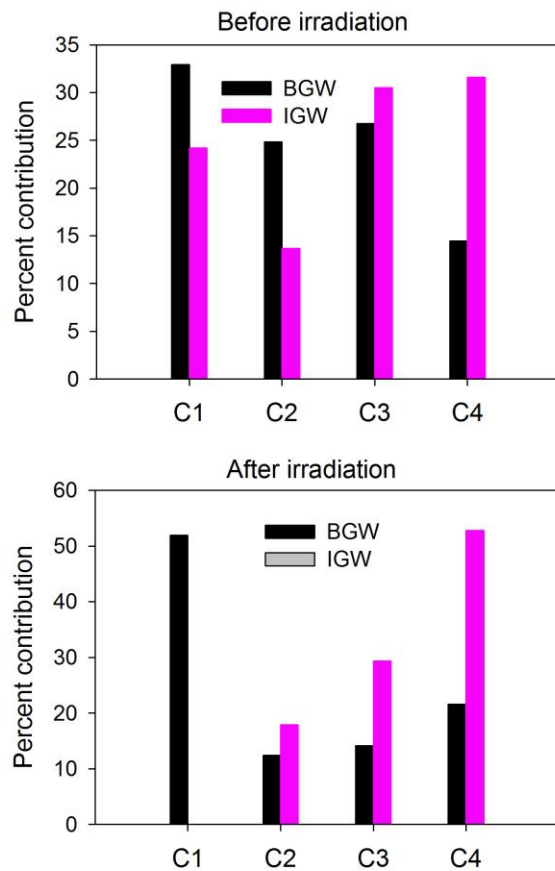 Before irradiation
35
30
25
20
15
10
5
0
Percent contribution
BGW
IGW
C1 C2 C3 C4
After irradiation
60
50
40
30
20
10
0
Percent contribution
BGW
IGW
C1 C2 C3 C4